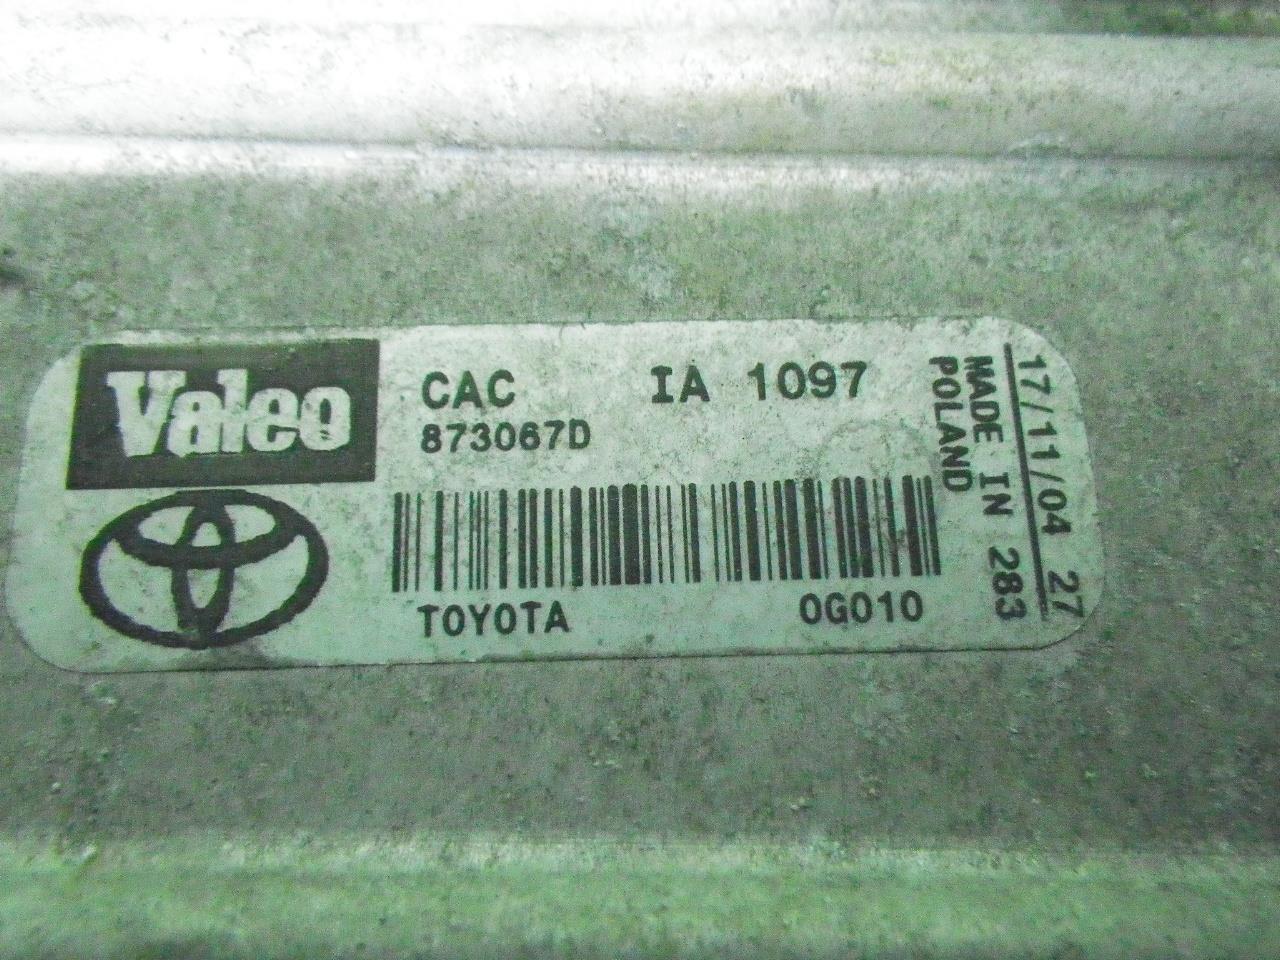 Valeo
CAC IA 1097
873067D
TOYOTA 0G010
MADE IN 283
POLAND
17/11/04 27